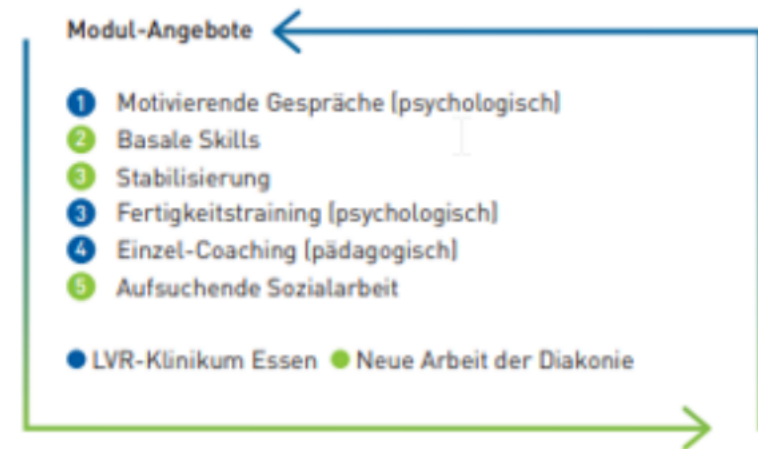 Modul-Angebote
1 Motivierende Gespräche (psychologisch)
2 Basale Skills
3 Stabilisierung
3 Fertigkeitstraining (psychologisch)
4 Einzel-Coaching (pädagogisch)
5 Aufsuchende Sozialarbeit
LVR-Klinikum Essen Neue Arbeit der Diakonie